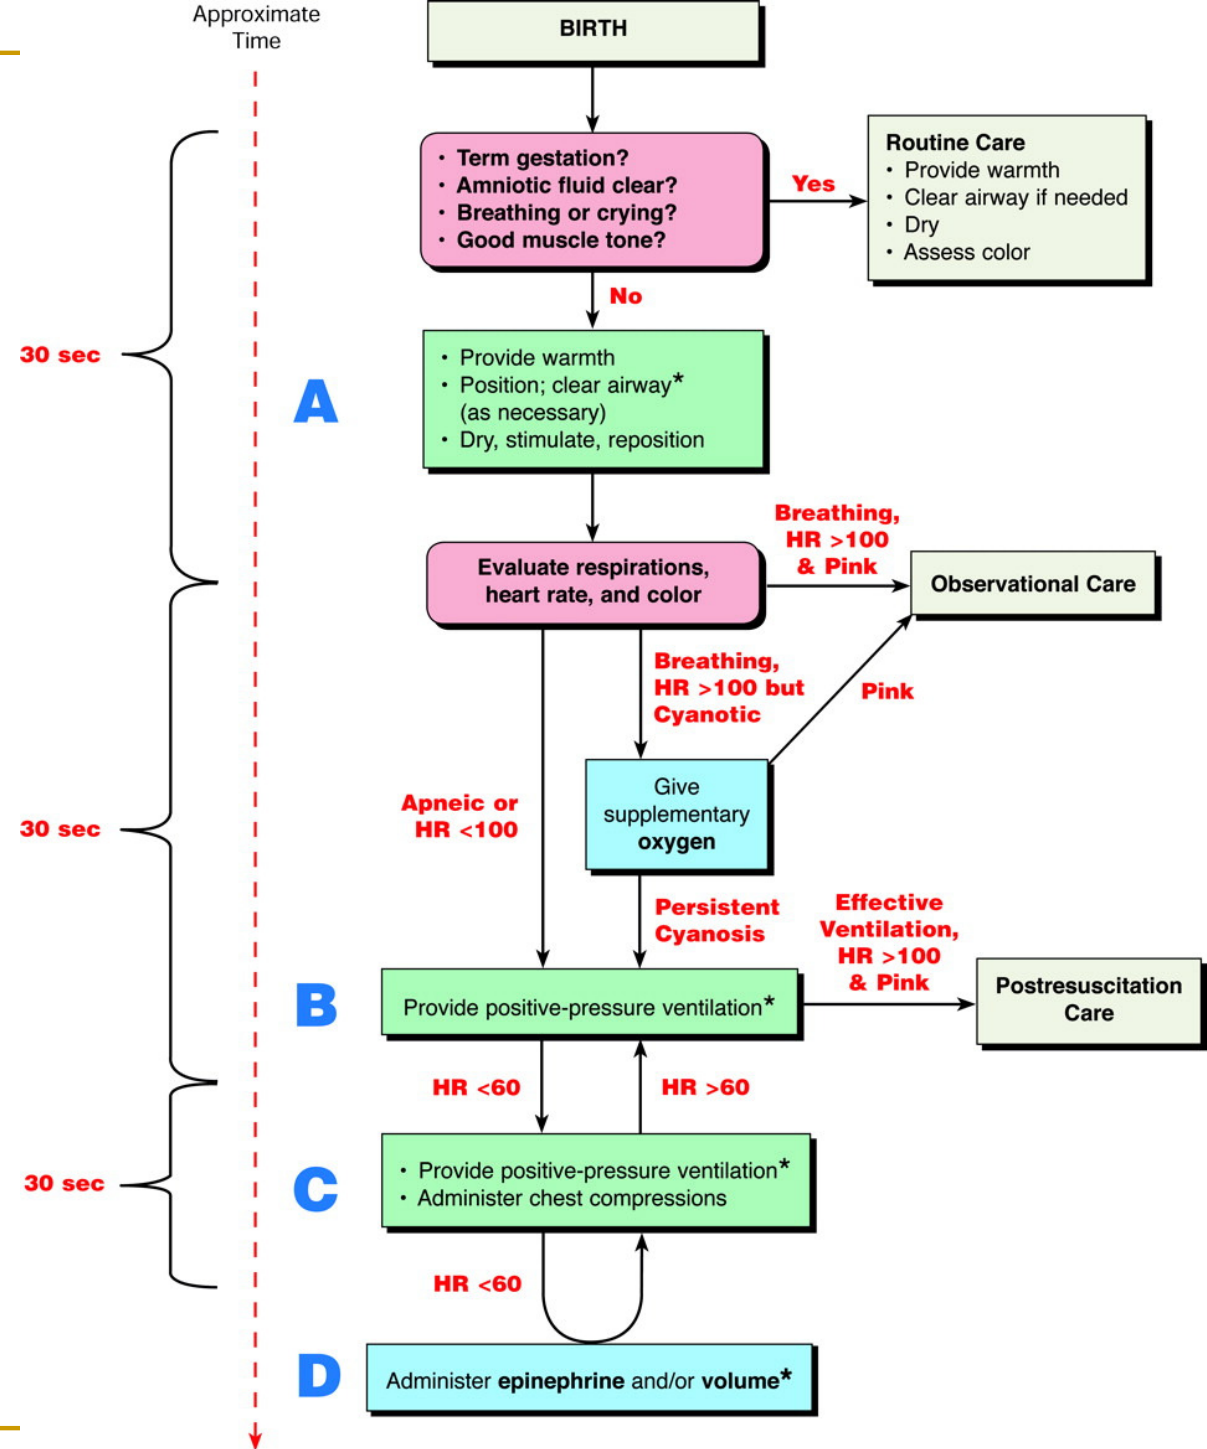 Approximate
Time
BIRTH
• Term gestation?
• Amniotic fluid clear?
• Breathing or crying?
• Good muscle tone?
Yes
Routine Care
• Provide warmth
• Clear airway if needed
• Dry
• Assess color
No
30 sec
A
• Provide warmth
• Position; clear airway*
(as necessary)
• Dry, stimulate, reposition
Evaluate respirations,
heart rate, and color
Breathing,
HR >100
& Pink
Observational Care
Breathing,
HR >100 but
Cyanotic
Pink
30 sec
Apneic or
HR <100
Give
supplementary
oxygen
Persistent
Cyanosis
Effective
Ventilation,
HR >100
& Pink
B
Provide positive-pressure ventilation*
Postresuscitation
Care
HR <60
HR >60
30 sec
C
• Provide positive-pressure ventilation*
• Administer chest compressions
HR <60
D
Administer epinephrine and/or volume*